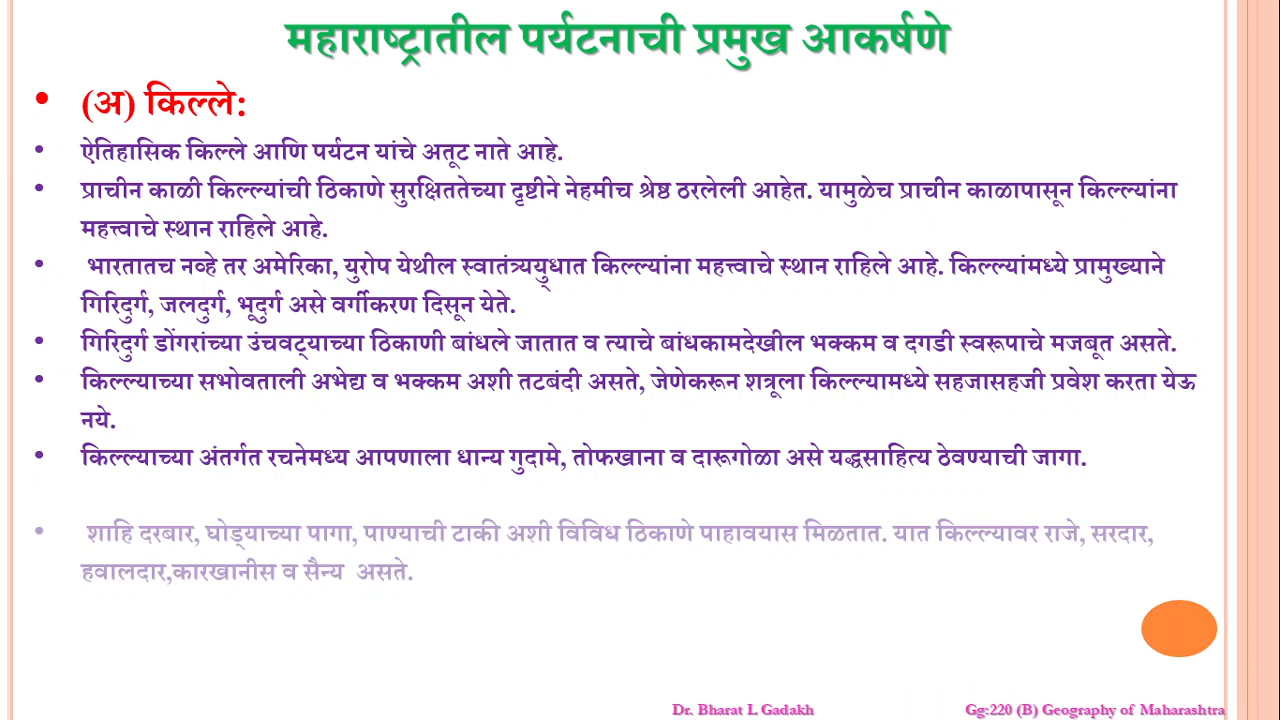 महाराष्ट्रातील पर्यटनाची प्रमुख आकर्षणे
• (अ) किल्ले:
• ऐतिहासिक किल्ले आणि पर्यटन यांचे अतूट नाते आहे.
• प्राचीन काळी किल्ल्यांची ठिकाणे सुरक्षिततेच्या दृष्टीने नेहमीच श्रेष्ठ ठरलेली आहेत. यामुळेच प्राचीन काळापासून किल्ल्यांना
महत्त्वाचे स्थान राहिले आहे.
• भारतातच नव्हे तर अमेरिका, युरोप येथील स्वातंत्र्ययु्धात किल्ल्यांना महत्त्वाचे स्थान राहिले आहे. किल्ल्यांमध्ये प्रामुख्याने
गिरिदुर्ग, जलदुर्ग, भूदुर्ग असे वर्गीकरण दिसून येते.
• गिरिदुर्ग डोंगरांच्या उंचवट्याच्या ठिकाणी बांधले जातात व त्याचे बांधकामदेखील भक्कम व दगडी स्वरूपाचे मजबूत असते.
• किल्ल्याच्या सभोवताली अभेद्य व भक्कम अशी तटबंदी असते, जेणेकरून शत्रूला किल्ल्यामध्ये सहजासहजी प्रवेश करता येऊ
नये.
• किल्ल्याच्या अंतर्गत रचनेमध्य आपणाला धान्य गुदामे, तोफखाना व दारूगोळा असे यद्धसाहित्य ठेवण्याची जागा.
• शाहि दरबार, घोड्याच्या पागा, पाण्याची टाकी अशी विविध ठिकाणे पाहावयास मिळतात. यात किल्ल्यावर राजे, सरदार,
हवालदार,कारखानीस व सैन्य असते.
Dr. Bharat L Gadakh Gg:220 (B) Geography of Maharashtra